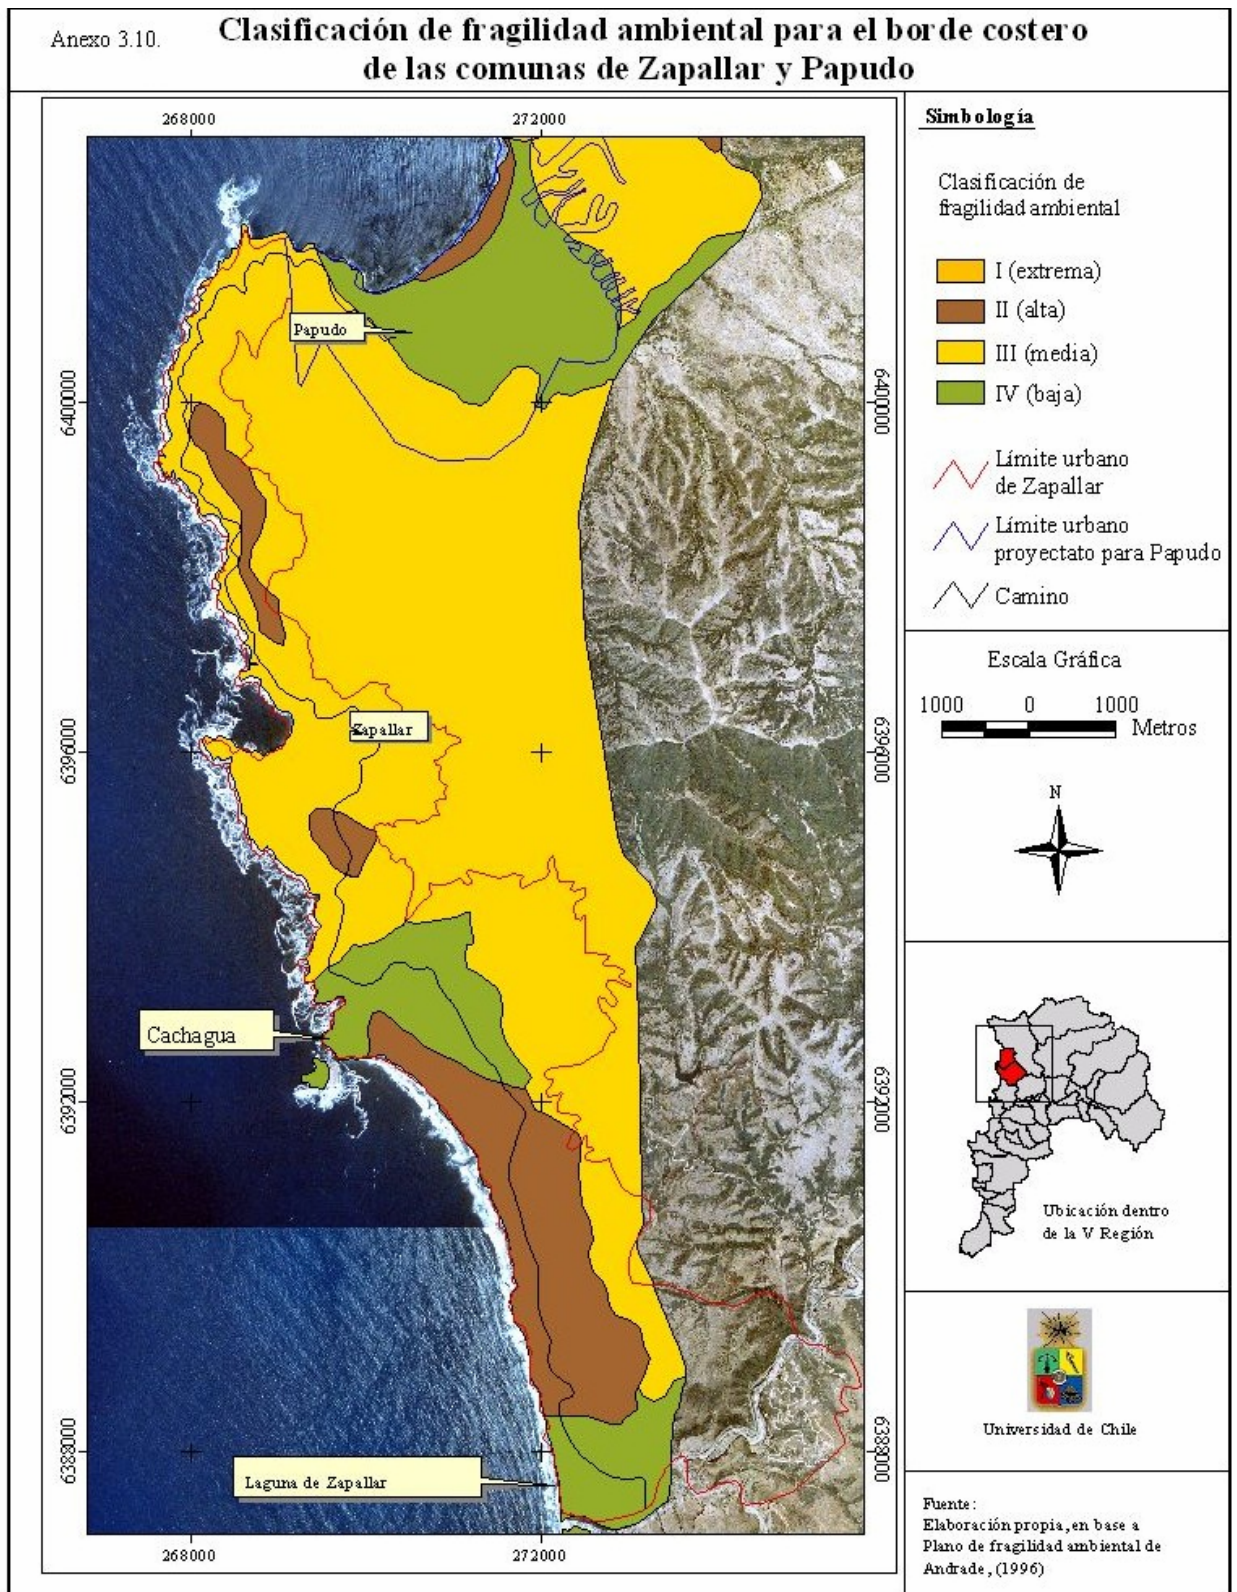 Anexo 3.10.
Clasificación de fragilidad ambiental para el borde costero
de las comunas de Zapallar y Papudo
268000
272000
6400000
6396000
6392000
6388000
6400000
6396000
6392000
6388000
Papudo
Zapallar
Cachagua
Laguna de Zapallar
268000
272000
Simbología
Clasificación de
fragilidad ambiental
I (extrema)
II (alta)
III (media)
IV (baja)
Límite urbano
de Zapallar
Límite urbano
proyectato para Papudo
Camino
Escala Gráfica
1000 0 1000
Metros
N
Ubicación dentro
de la V Región
Universidad de Chile
Fuente:
Elaboración propia, en base a
Plano de fragilidad ambiental de
Andrade, (1996)